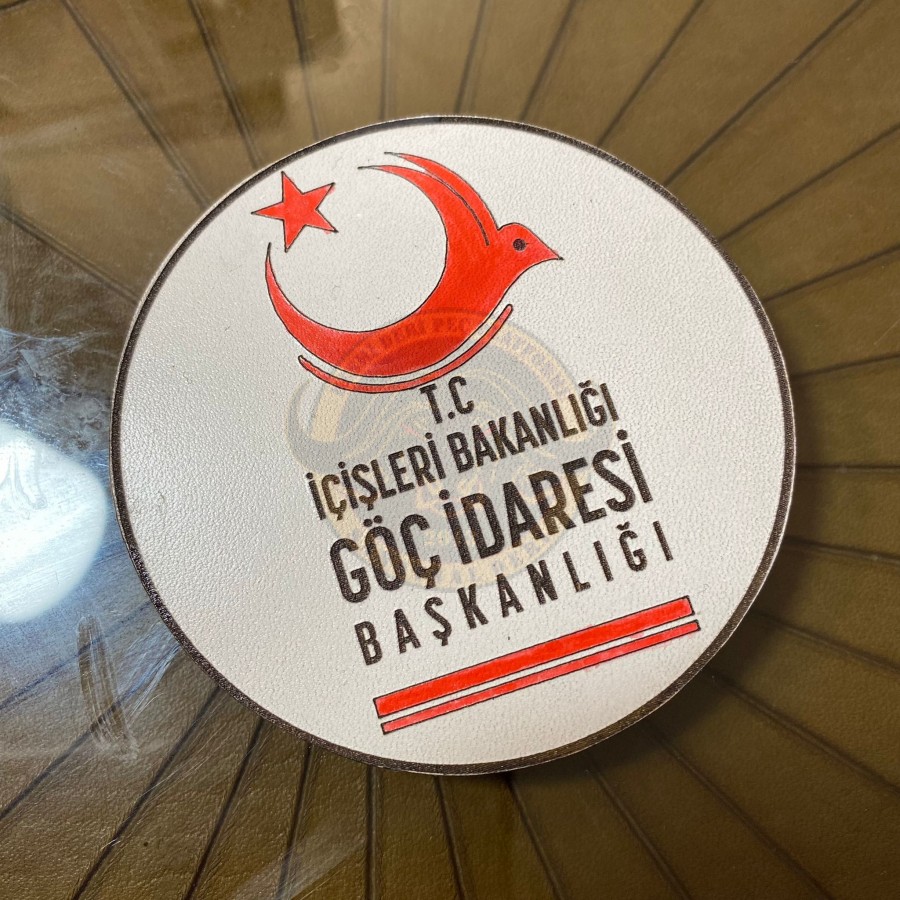 T.C
İÇİŞLERİ BAKANLIĞI
GÖÇ İDARESİ
BAŞKANLIĞI